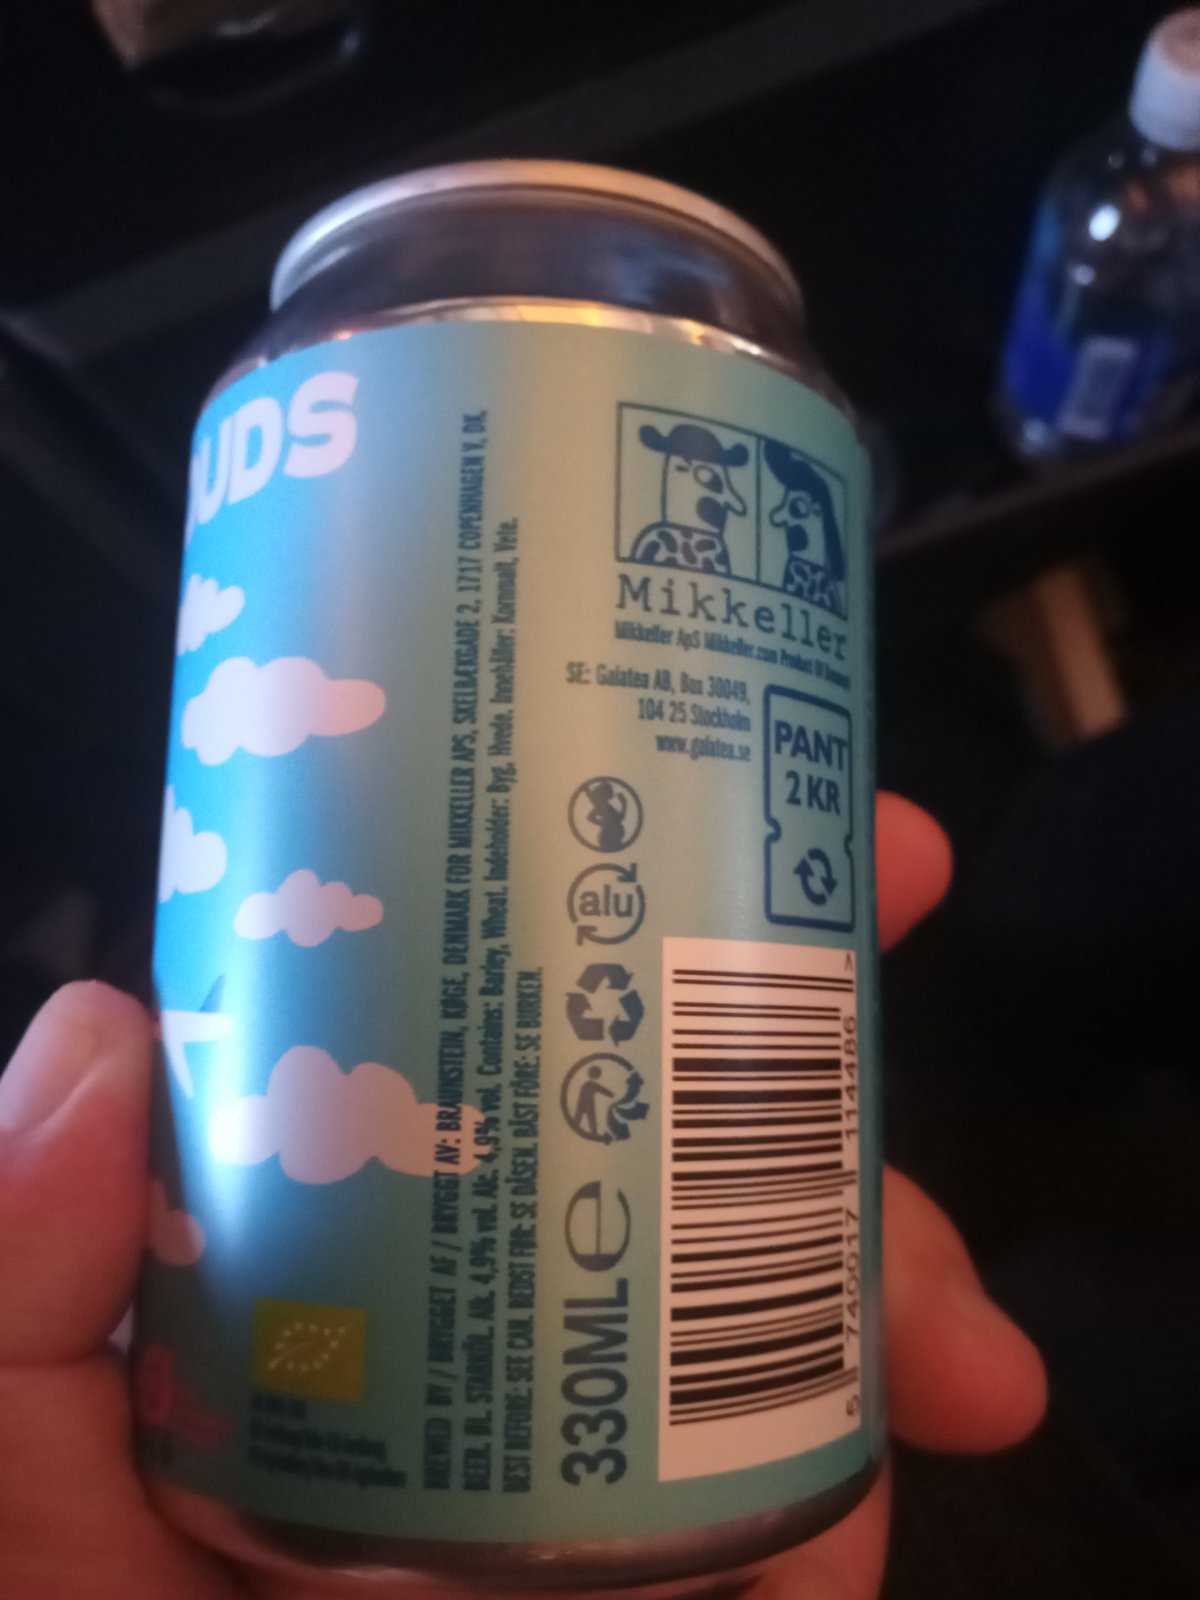 UDS
BREWED BY / BRYGGET AF / BRYGGT AV: BRAUNSTEIN, KØGE, DENMARK FOR MIKKELLER APS, SKELBÆKGADE 2, 1717 COPENHAGEN V, DK.
BEER. ØL. STARKÖL. Alk. 4,9% vol. Alc. 4,9% vol. Contains: Barley, Wheat. Indeholder: Byg, Hvede. Innehåller: Kornmalt, Vete.
BEST BEFORE: SEE CAN. BEDST FØR: SE DÅSEN. BÄST FÖRE: SE BURKEN.
Mikkeller
Mikkeller ApS Mikkeller.com Product Of Denmark
SE: Galatea AB, Box 30049,
104 25 Stockholm
www.galatea.se
PANT
2 KR
alu
330ML e
5 740017 114486 >